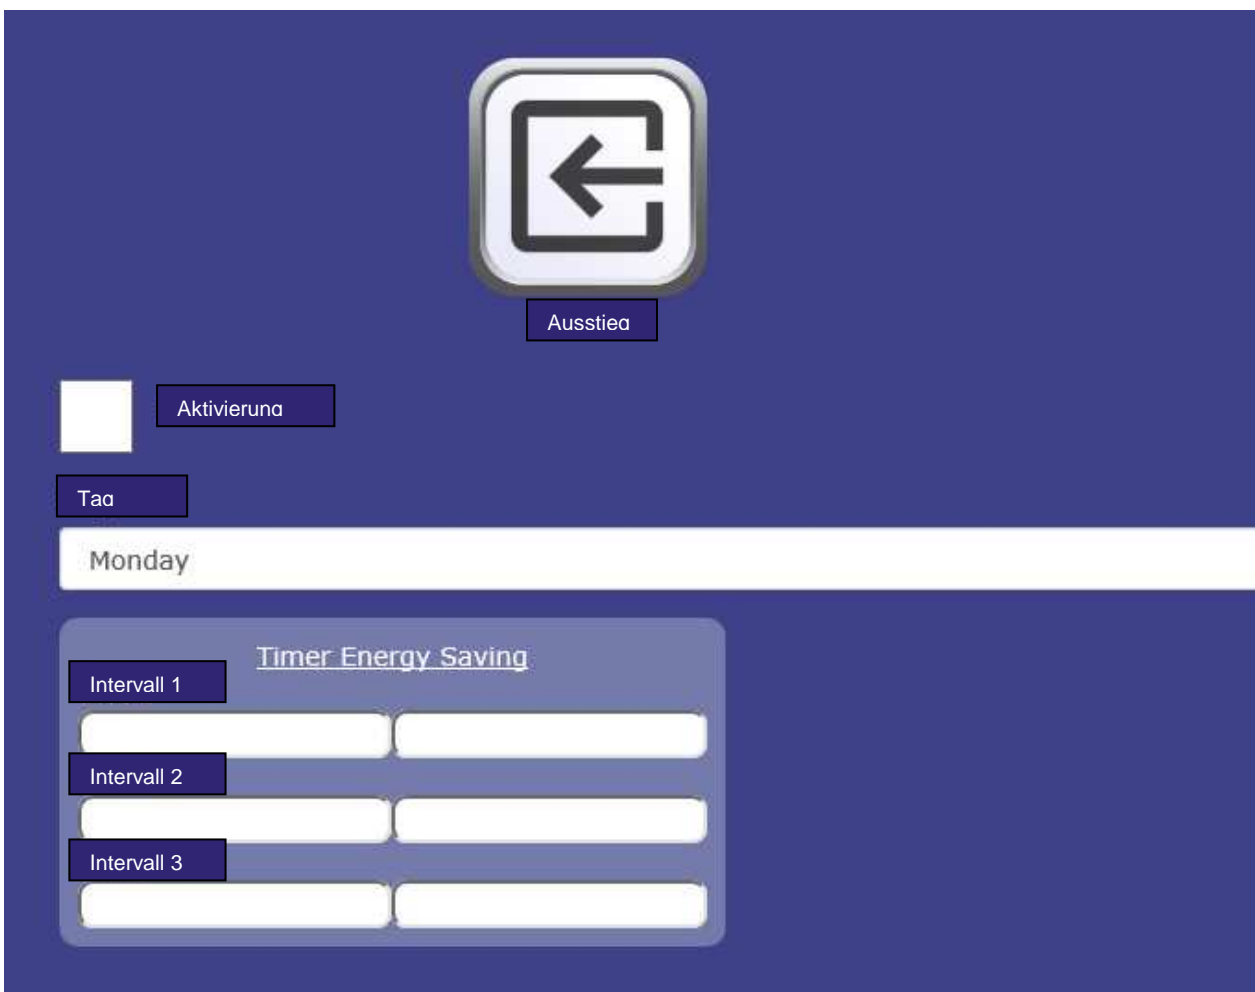 Ausstieg
Aktivierung
Tag
Monday
Timer Energy Saving
Intervall 1
Intervall 2
Intervall 3